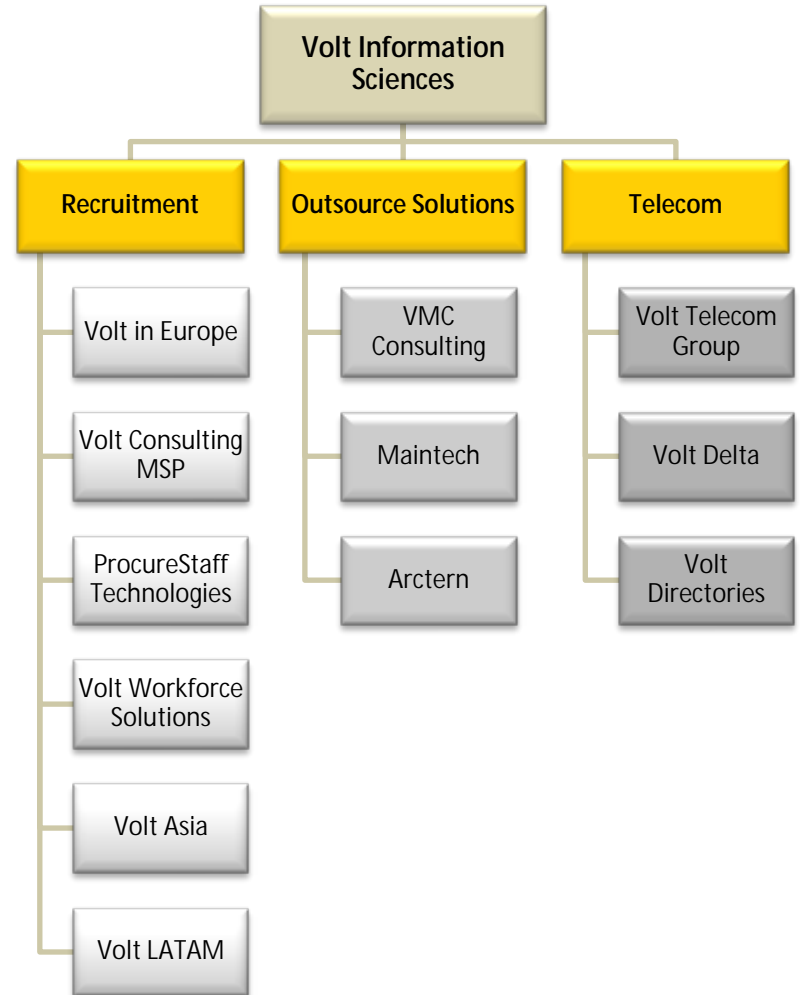 Volt Information
Sciences
Recruitment
Outsource Solutions
Telecom
Volt in Europe
Volt Consulting
MSP
ProcureStaff
Technologies
Volt Workforce
Solutions
Volt Asia
Volt LATAM
VMC
Consulting
Maintech
Arctern
Volt Telecom
Group
Volt Delta
Volt
Directories